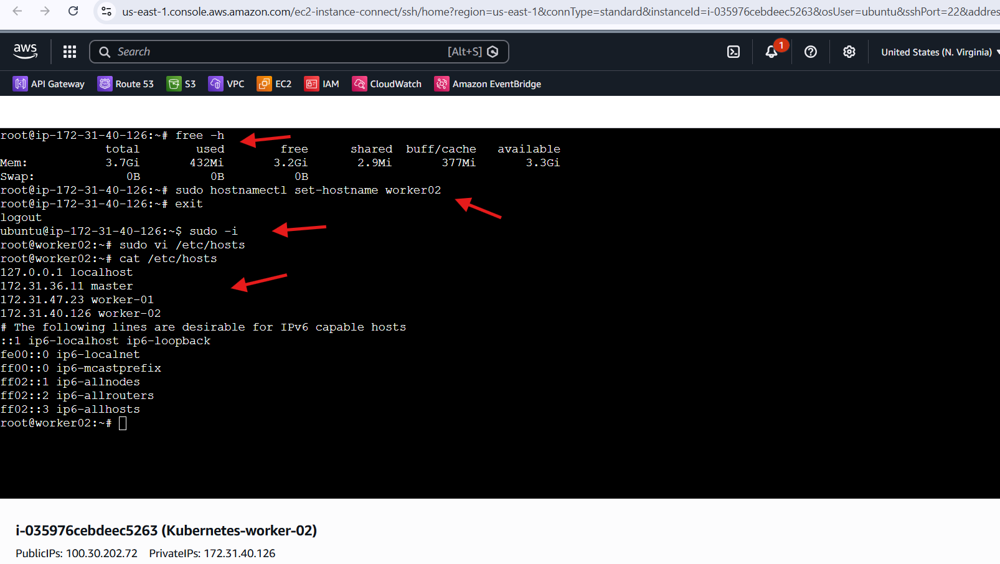 us-east-1.console.aws.amazon.com/ec2-instance-connect/ssh/home?region=us-east-1&connType=standard&instanceId=i-035976cebdeec5263&osUser=ubuntu&sshPort=22&addres
aws
Search [Alt+S]
1
United States (N. Virginia)
API Gateway Route 53 S3 VPC EC2 IAM CloudWatch Amazon EventBridge
root@ip-172-31-40-126:~# free -h
total used free shared buff/cache available
Mem: 3.7Gi 432Mi 3.2Gi 2.9Mi 377Mi 3.3Gi
Swap: 0B 0B 0B
root@ip-172-31-40-126:~# sudo hostnamectl set-hostname worker02
root@ip-172-31-40-126:~# exit
logout
ubuntu@ip-172-31-40-126:~$ sudo -i
root@worker02:~# sudo vi /etc/hosts
root@worker02:~# cat /etc/hosts
127.0.0.1 localhost
172.31.36.11 master
172.31.47.23 worker-01
172.31.40.126 worker-02
# The following lines are desirable for IPv6 capable hosts
::1 ip6-localhost ip6-loopback
fe00::0 ip6-localnet
ff00::0 ip6-mcastprefix
ff02::1 ip6-allnodes
ff02::2 ip6-allrouters
ff02::3 ip6-allhosts
root@worker02:~#
i-035976cebdeec5263 (Kubernetes-worker-02)
PublicIPs: 100.30.202.72 PrivateIPs: 172.31.40.126